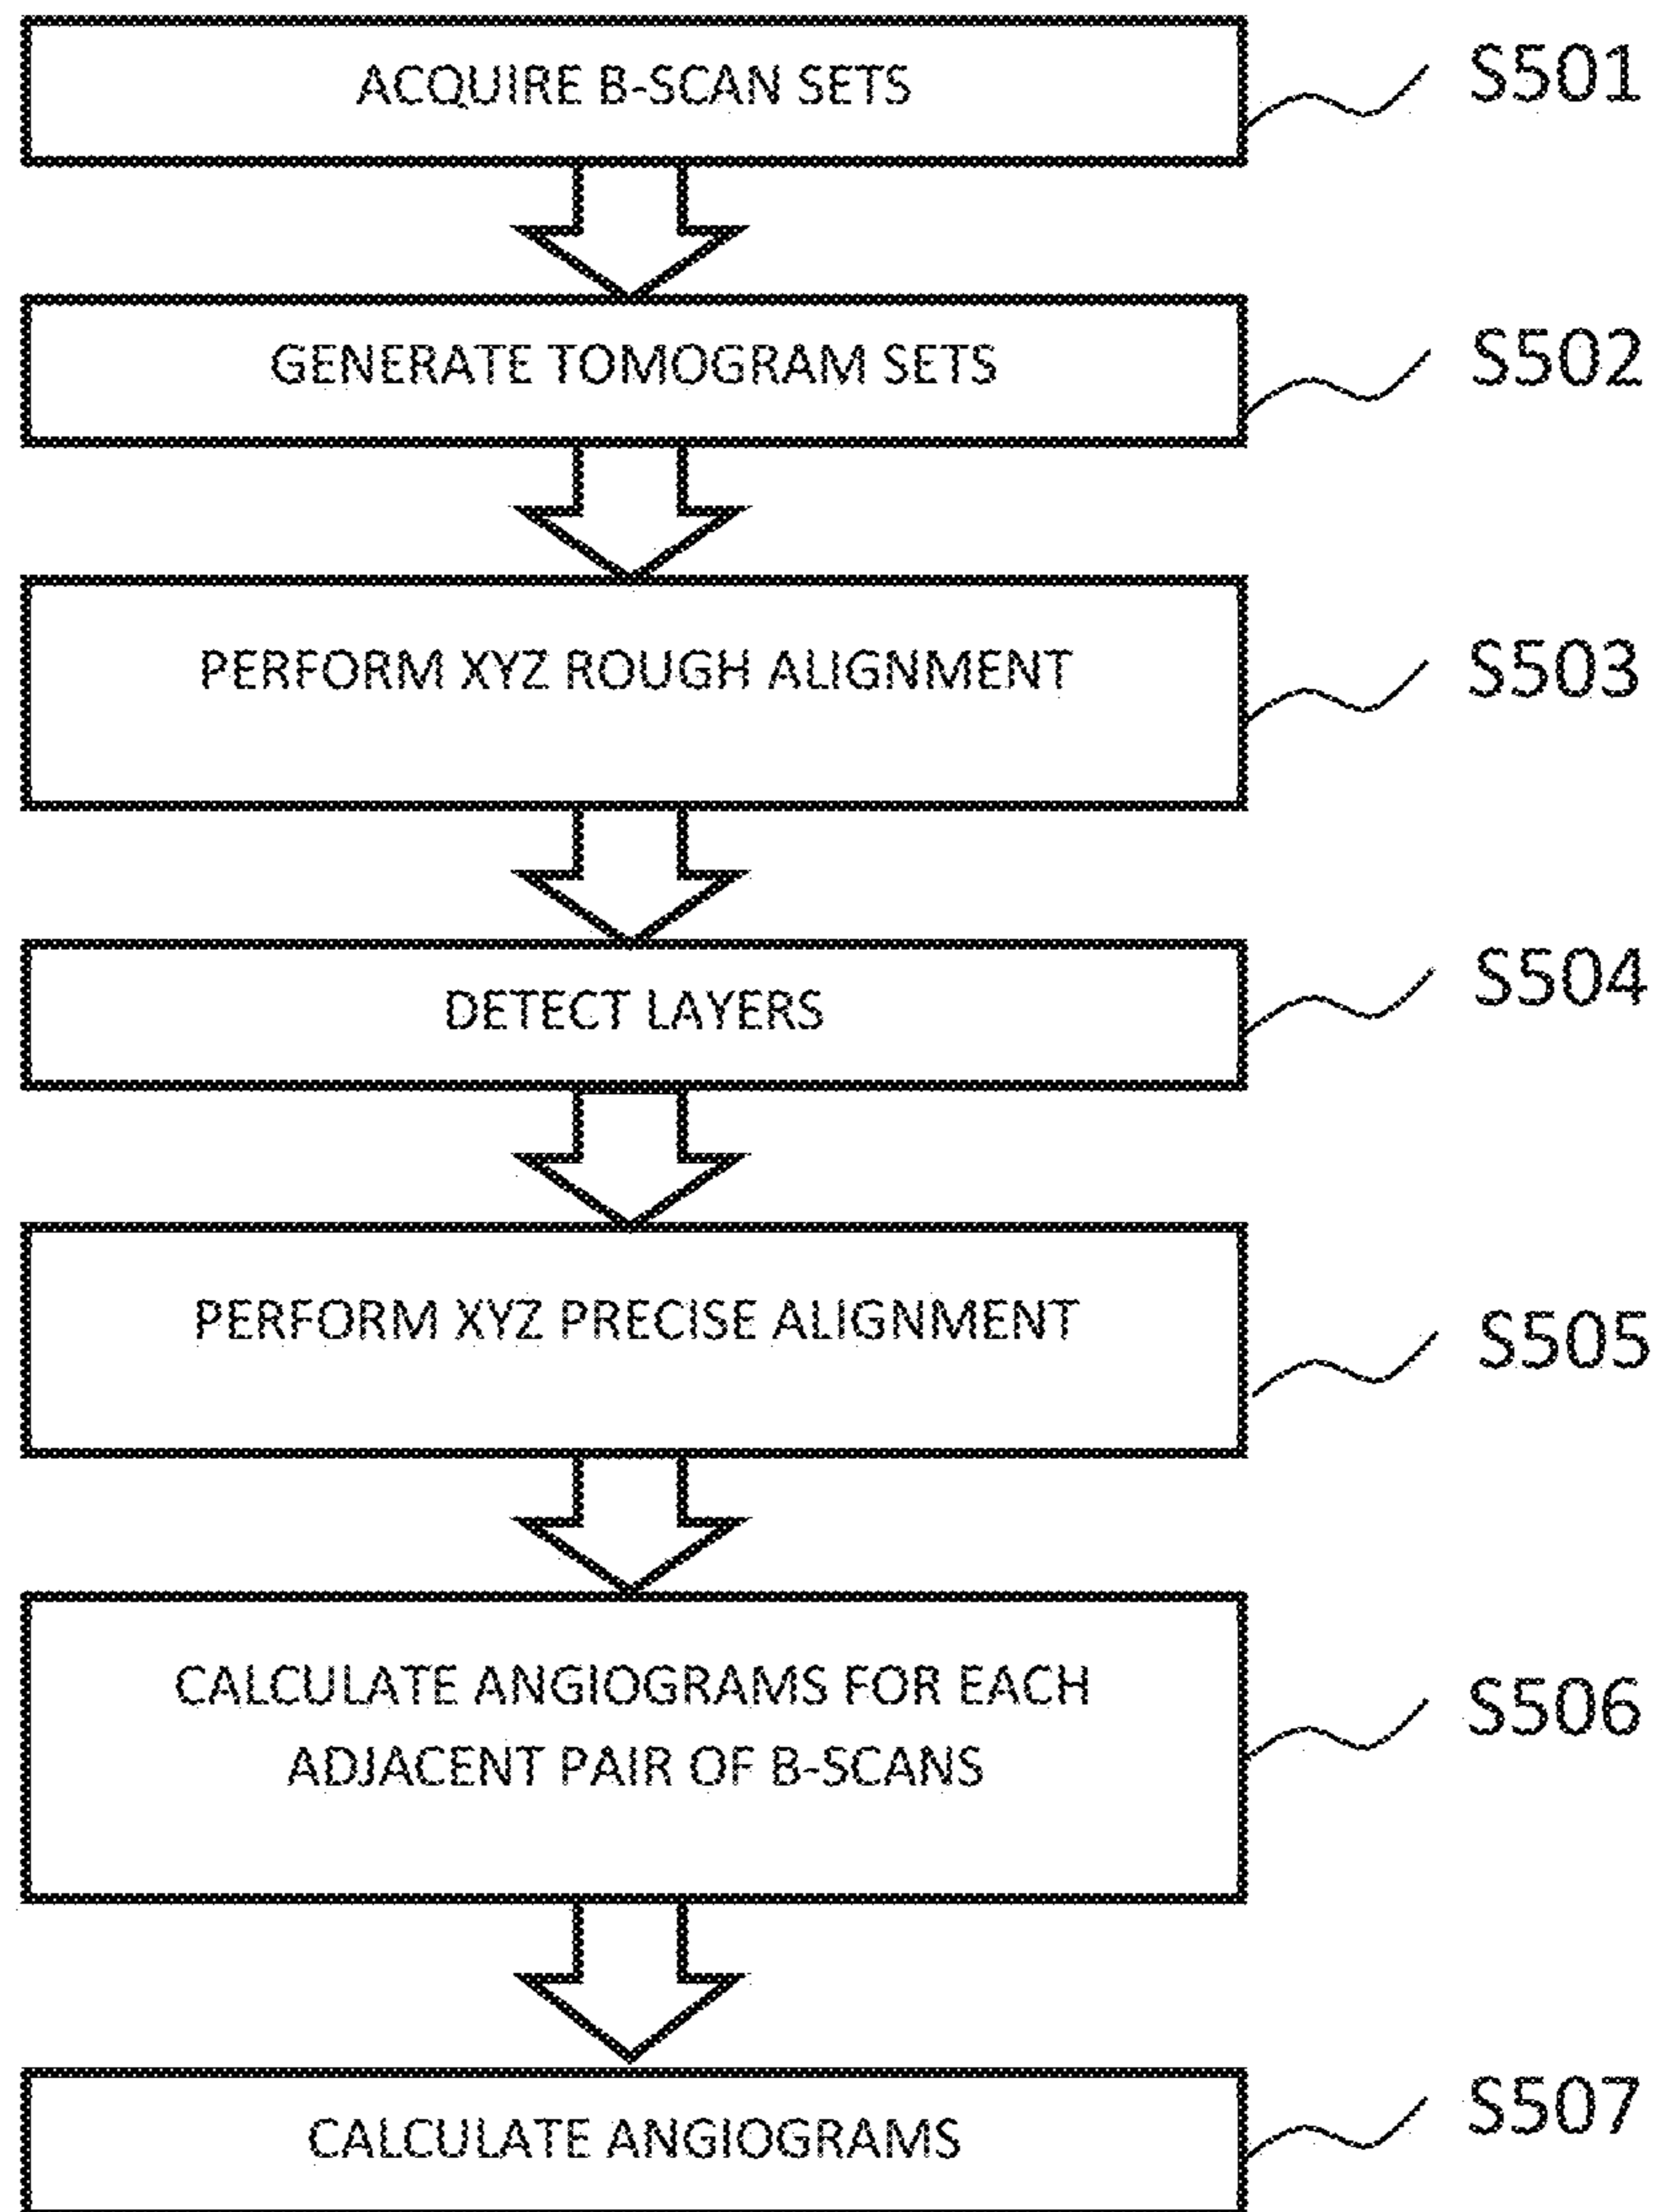 ACQUIRE B-SCAN SETS
S501
GENERATE TOMOGRAM SETS
S502
PERFORM XYZ ROUGH ALIGNMENT
S503
DETECT LAYERS
S504
PERFORM XYZ PRECISE ALIGNMENT
S505
CALCULATE ANGIOGRAMS FOR EACH
ADJACENT PAIR OF B-SCANS
S506
CALCULATE ANGIOGRAMS
S507